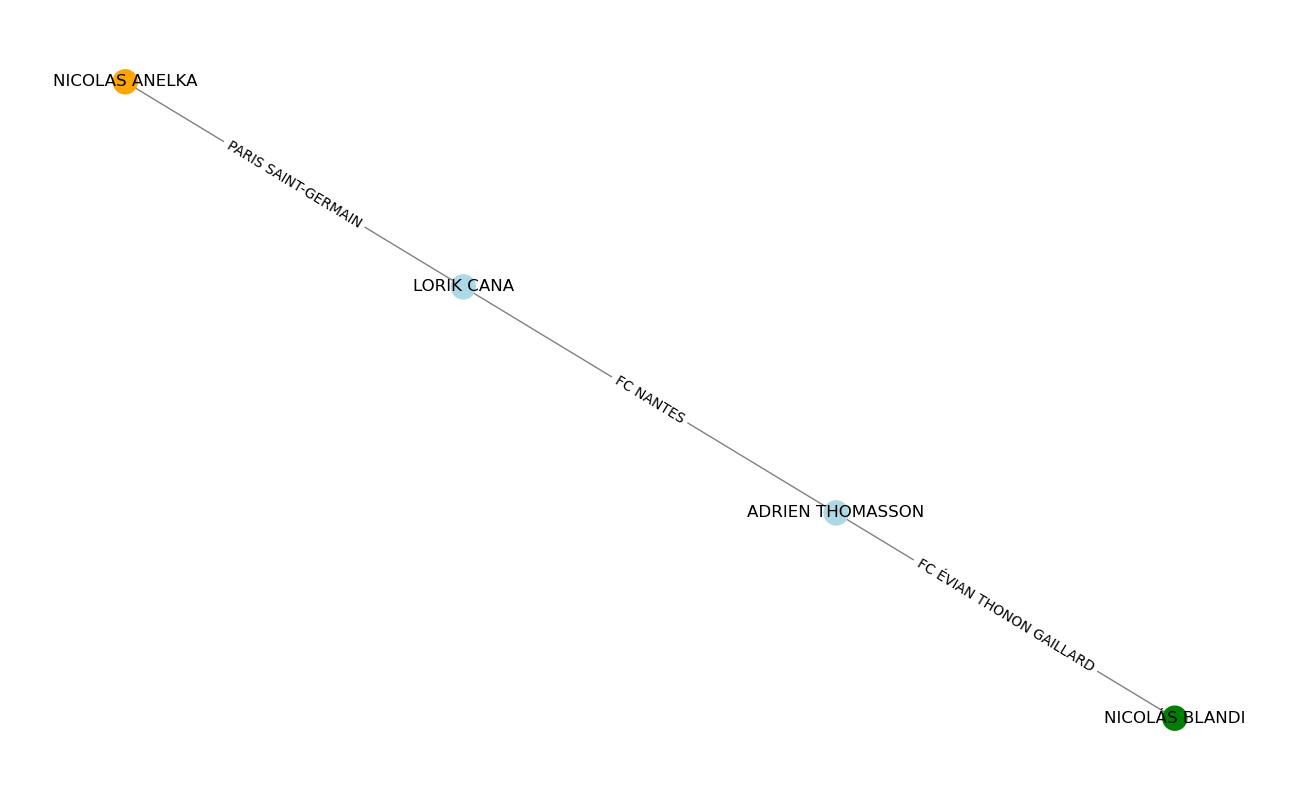 NICOLAS ANELKA
PARIS SAINT-GERMAIN
LORIK CANA
FC NANTES
ADRIEN THOMASSON
FC ÉVIAN THONON GAILLARD
NICOLÁS BLANDI